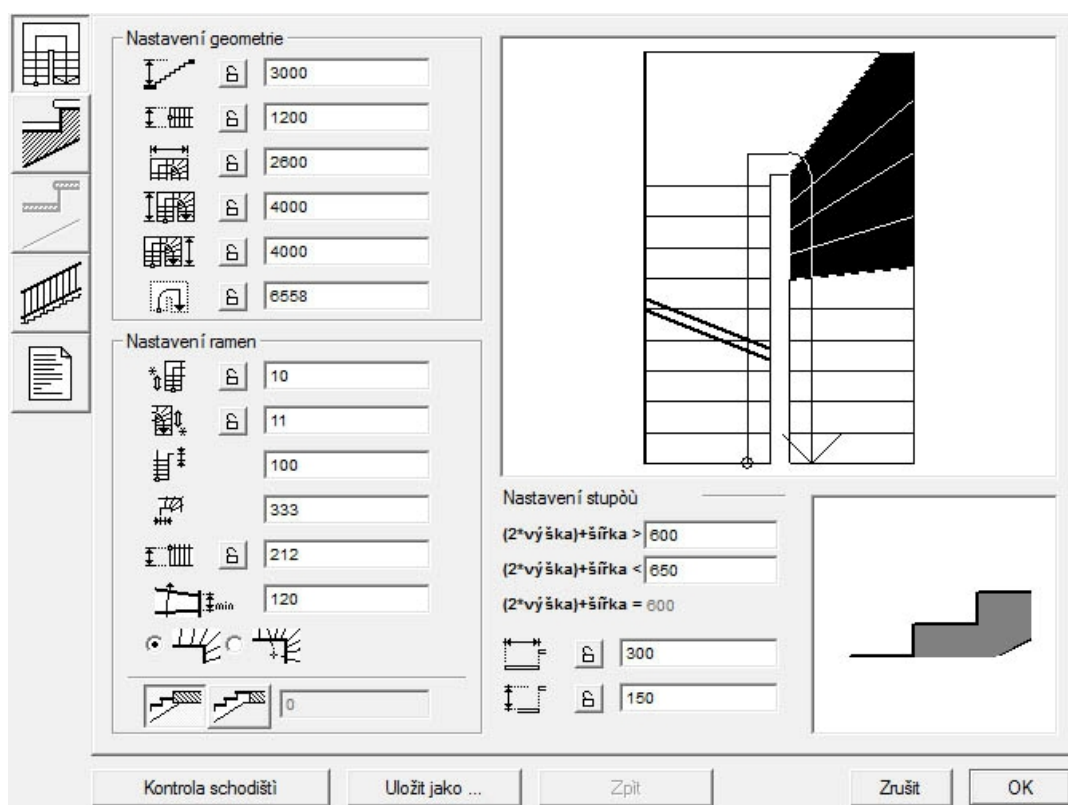 Nastavení geometrie
3000
1200
2600
4000
4000
6558
Nastavení ramen
10
11
100
333
212
min
120
0
Nastavení stupòù
(2*výška)+šířka > 600
(2*výška)+šířka < 650
(2*výška)+šířka = 600
300
150
Kontrola schodištì
Uložit jako ...
Zpìt
Zrušit
OK